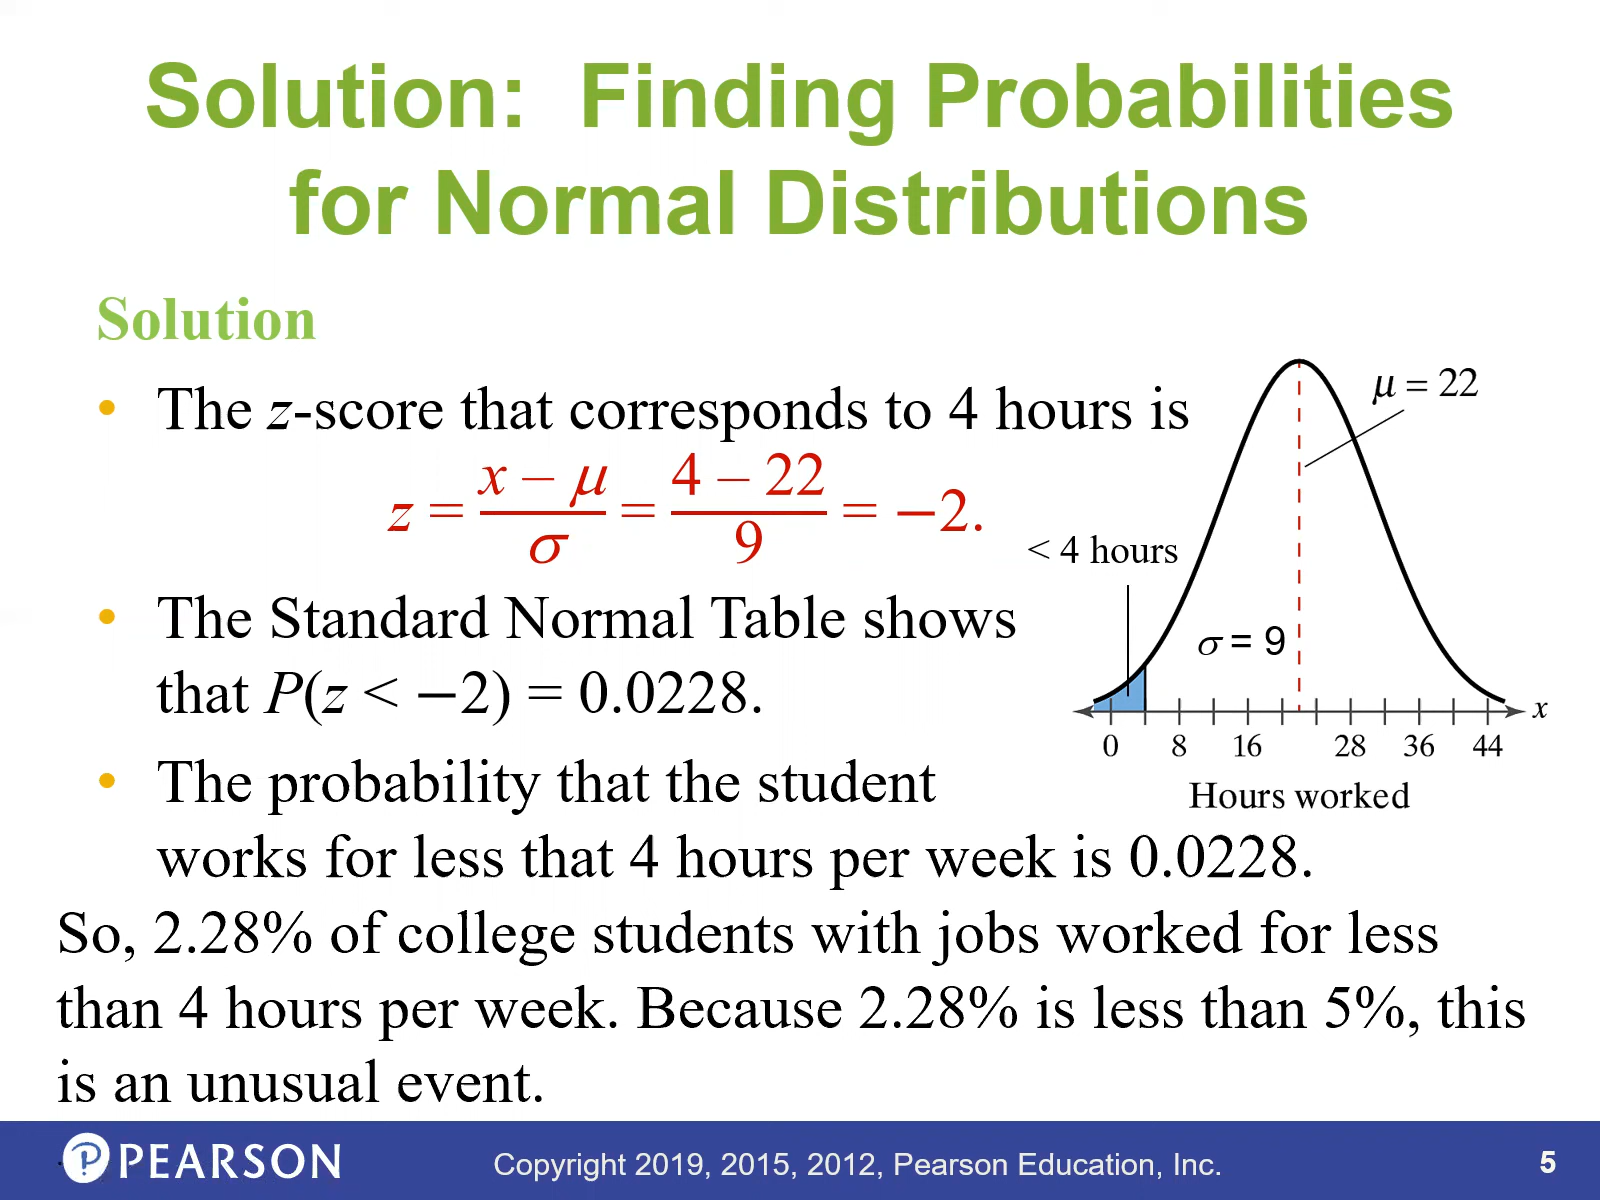 Solution: Finding Probabilities
for Normal Distributions
Solution
• The z-score that corresponds to 4 hours is
z = x – μ / σ = 4 – 22 / 9 = −2.
• The Standard Normal Table shows
that P(z < −2) = 0.0228.
• The probability that the student
works for less that 4 hours per week is 0.0228.
So, 2.28% of college students with jobs worked for less
than 4 hours per week. Because 2.28% is less than 5%, this
is an unusual event.
μ = 22
< 4 hours
σ = 9
x
0 8 16 28 36 44
Hours worked
PEARSON
Copyright 2019, 2015, 2012, Pearson Education, Inc.
5